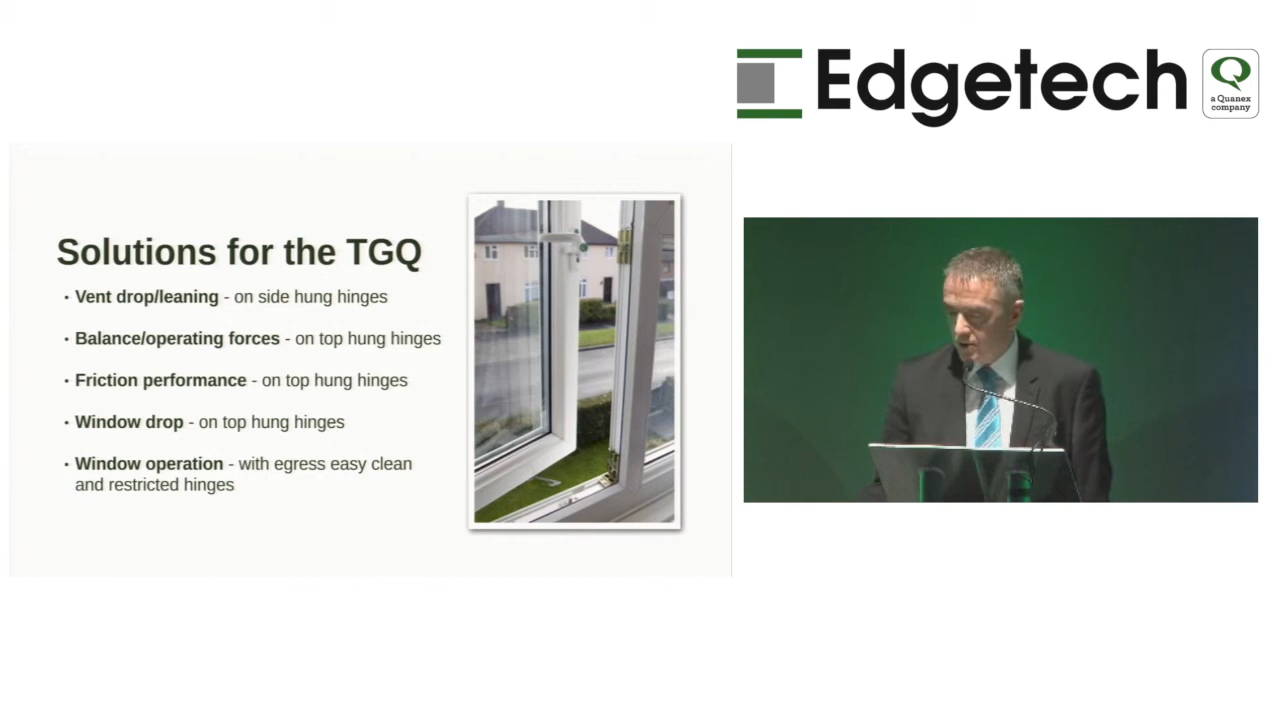 Edgetech
a Quanex
company
Solutions for the TGQ
• Vent drop/leaning - on side hung hinges
• Balance/operating forces - on top hung hinges
• Friction performance - on top hung hinges
• Window drop - on top hung hinges
• Window operation - with egress easy clean
and restricted hinges